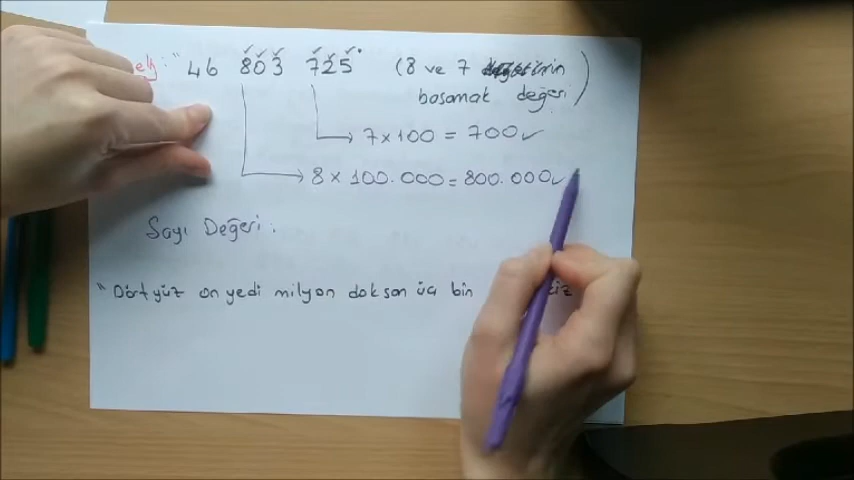 " 46 803 725" (8 ve 7
basamak değeri)
7 x 100 = 700 ✓
8 x 100.000 = 800.000 ✓
Sayı Değeri:
" Dörtyüz on yedi milyon doksan üç bin